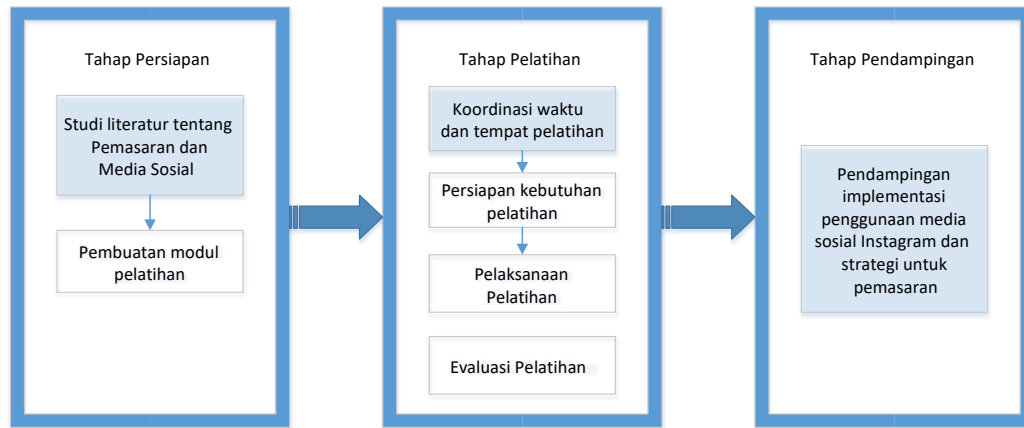 Tahap Persiapan
Studi literatur tentang
Pemasaran dan
Media Sosial
Pembuatan modul
pelatihan
Tahap Pelatihan
Koordinasi waktu
dan tempat pelatihan
Persiapan kebutuhan
pelatihan
Pelaksanaan
Pelatihan
Evaluasi Pelatihan
Tahap Pendampingan
Pendampingan
implementasi
penggunaan media
sosial Instagram dan
strategi untuk
pemasaran